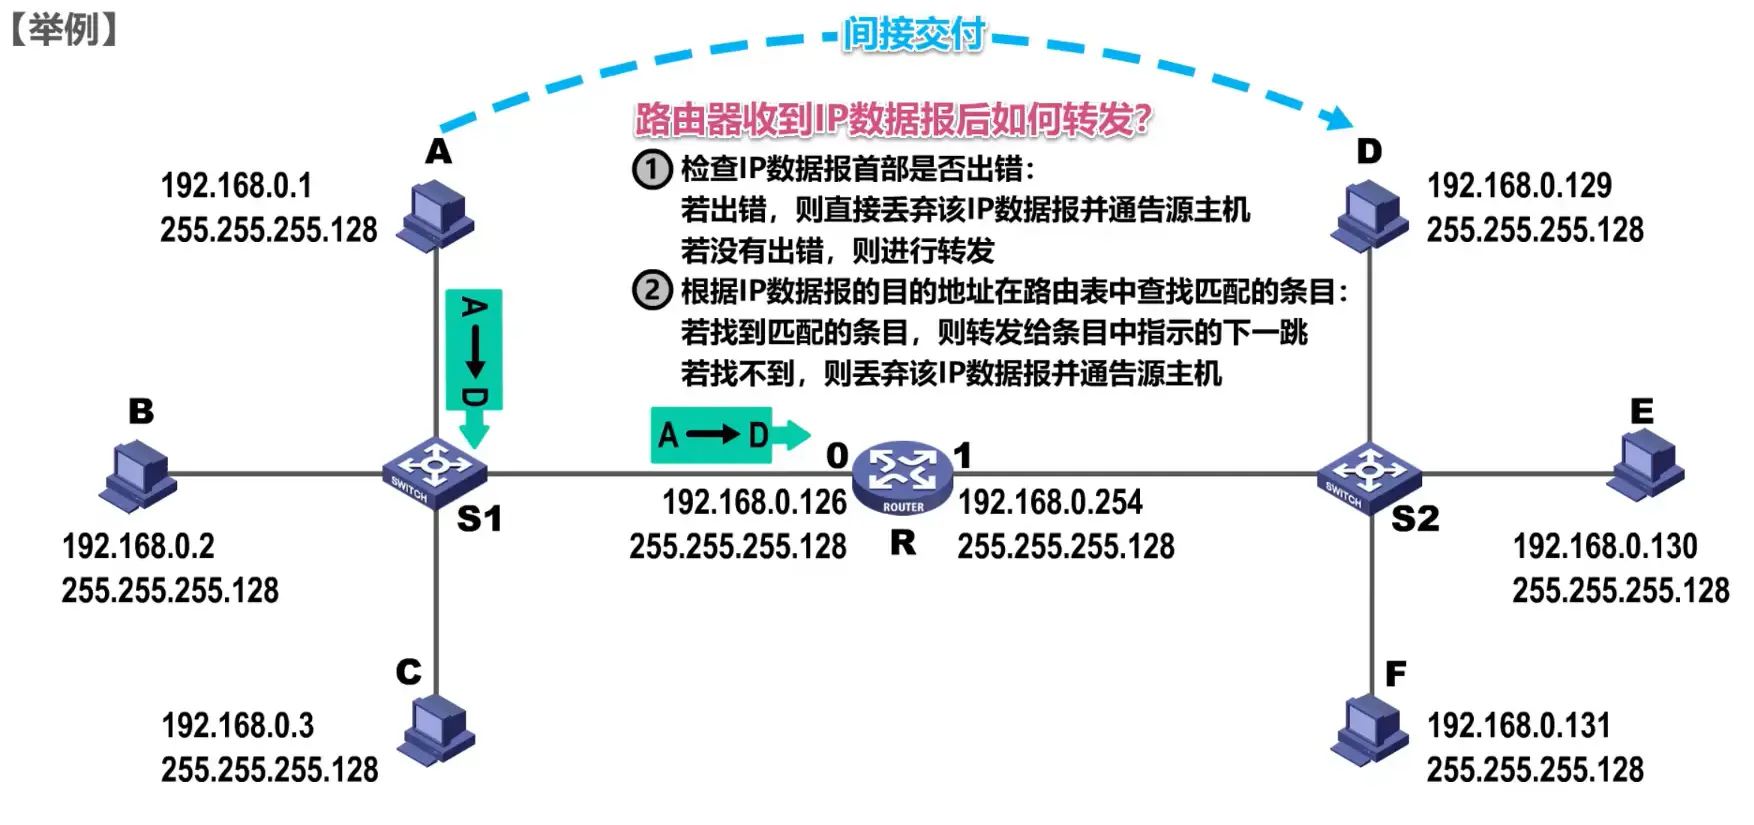 【举例】
间接交付
路由器收到IP数据报后如何转发？
① 检查IP数据报首部是否出错：
若出错，则直接丢弃该IP数据报并通告源主机
若没有出错，则进行转发
② 根据IP数据报的目的地址在路由表中查找匹配的条目：
若找到匹配的条目，则转发给条目中指示的下一跳
若找不到，则丢弃该IP数据报并通告源主机
A
192.168.0.1
255.255.255.128
D
192.168.0.129
255.255.255.128
A → D
B
192.168.0.2
255.255.255.128
SWITCH
S1
A → D
0
1
ROUTER
R
192.168.0.126
255.255.255.128
192.168.0.254
255.255.255.128
SWITCH
S2
E
192.168.0.130
255.255.255.128
C
192.168.0.3
255.255.255.128
F
192.168.0.131
255.255.255.128